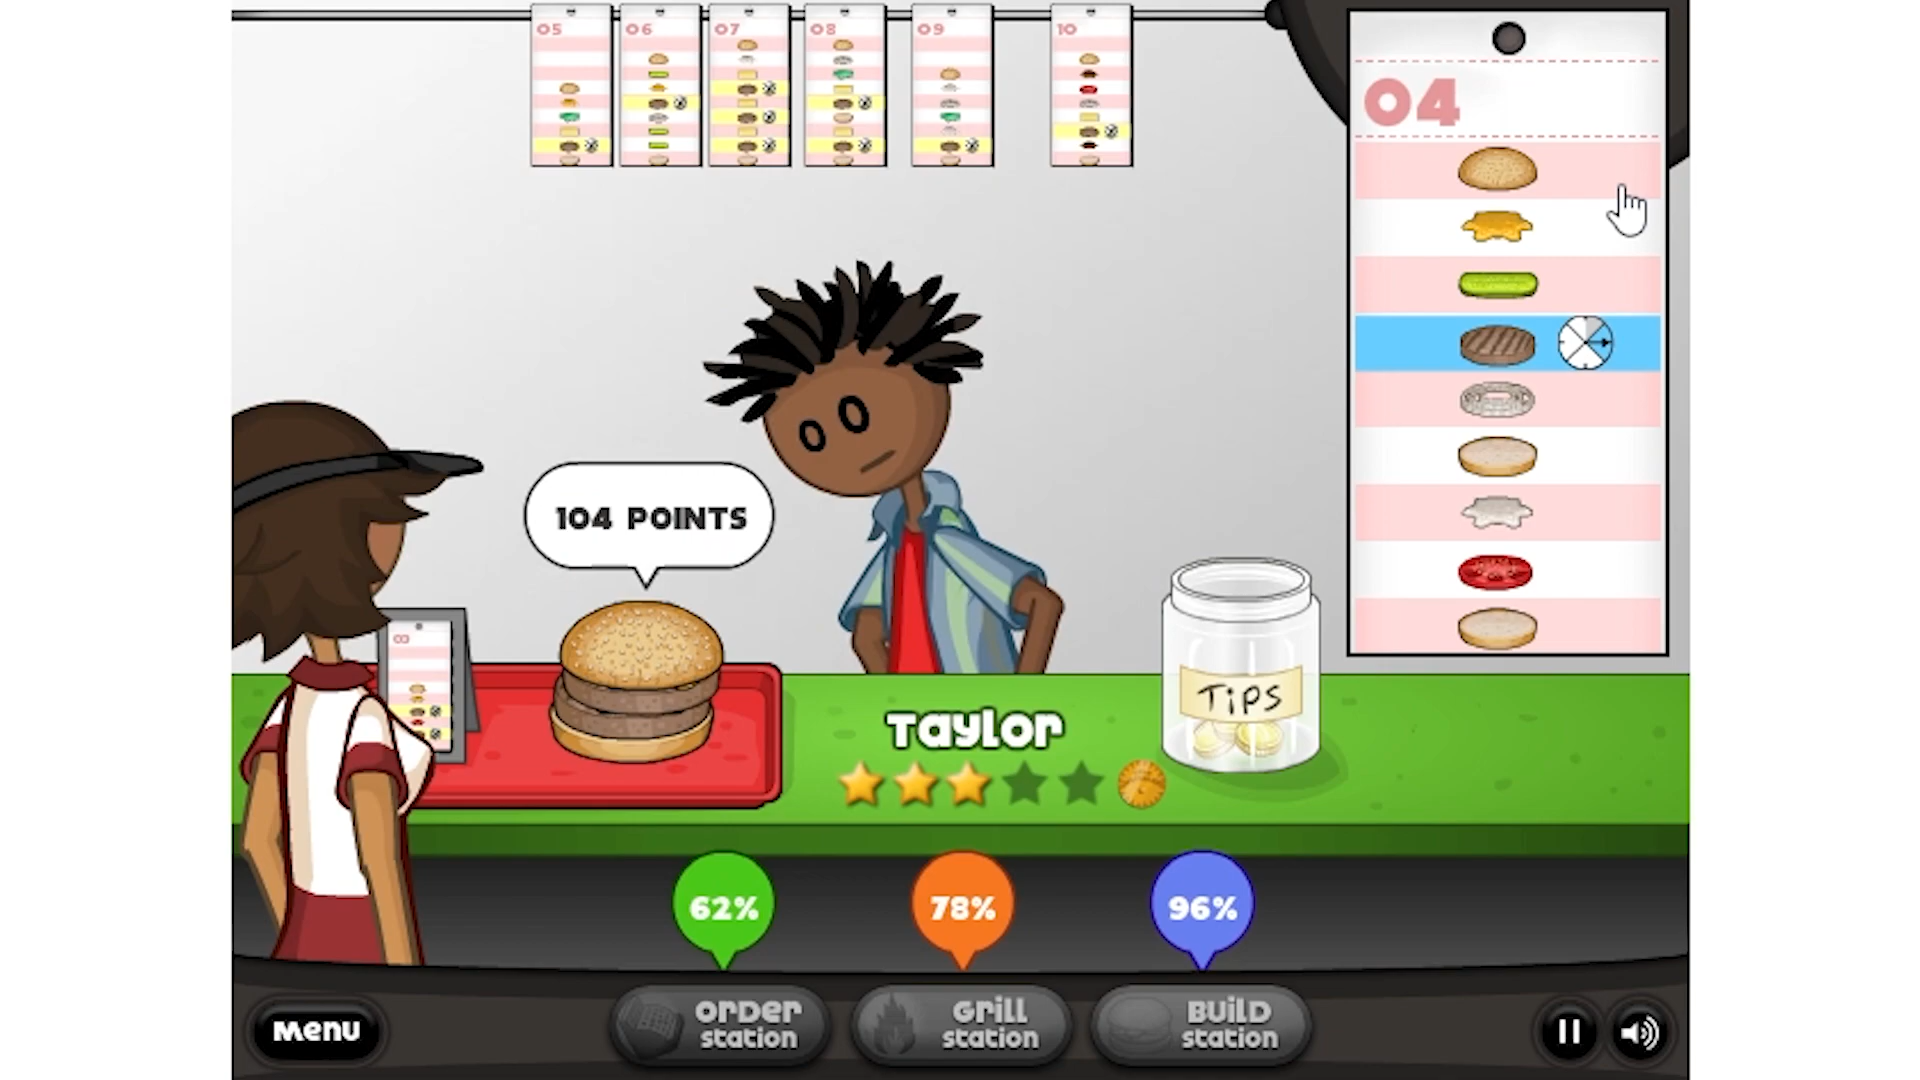 05
06
07
08
09
10
04
104 POINTS
03
TiPS
Taylor
62%
78%
96%
Menu
Order
station
Grill
station
Build
station